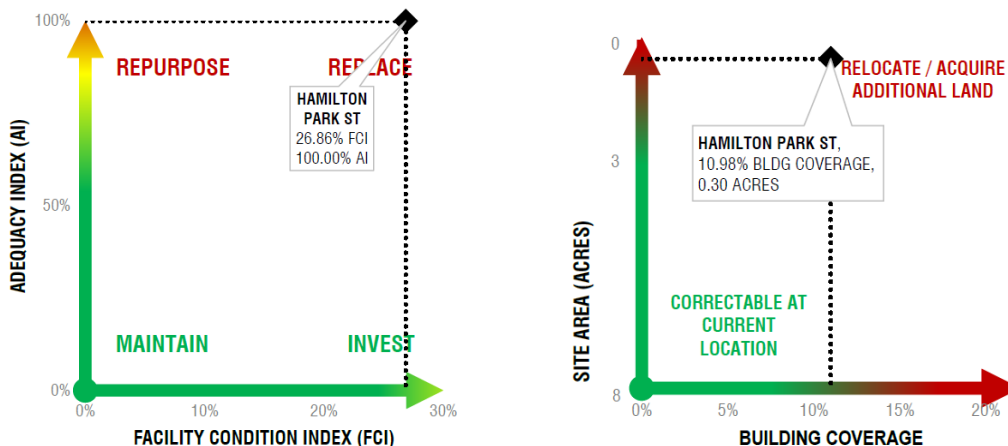 100%
REPURPOSE
REPLACE
HAMILTON
PARK ST
26.86% FCI
100.00% AI
50%
ADEQUACY INDEX (AI)
MAINTAIN
INVEST
0%
0%
10%
20%
30%
FACILITY CONDITION INDEX (FCI)
0
RELOCATE / ACQUIRE
ADDITIONAL LAND
HAMILTON PARK ST,
10.98% BLDG COVERAGE,
0.30 ACRES
3
SITE AREA (ACRES)
CORRECTABLE AT
CURRENT
LOCATION
8
0%
5%
10%
15%
20%
BUILDING COVERAGE